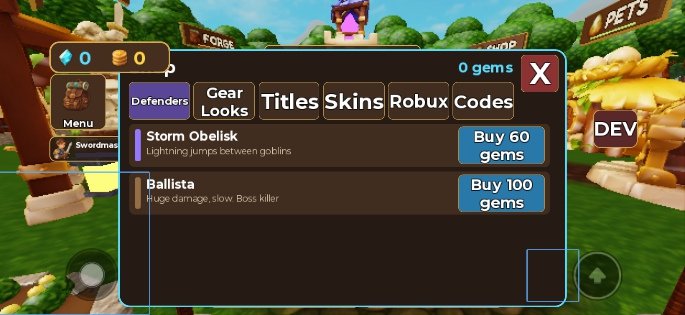 FORGE
SHOP
PETS
0 0
p
0 gems
X
Defenders
Gear
Looks
Titles
Skins
Robux
Codes
Menu
Swordmas
DEV
Storm Obelisk
Lightning jumps between goblins
Buy 60
gems
Ballista
Huge damage, slow. Boss killer
Buy 100
gems